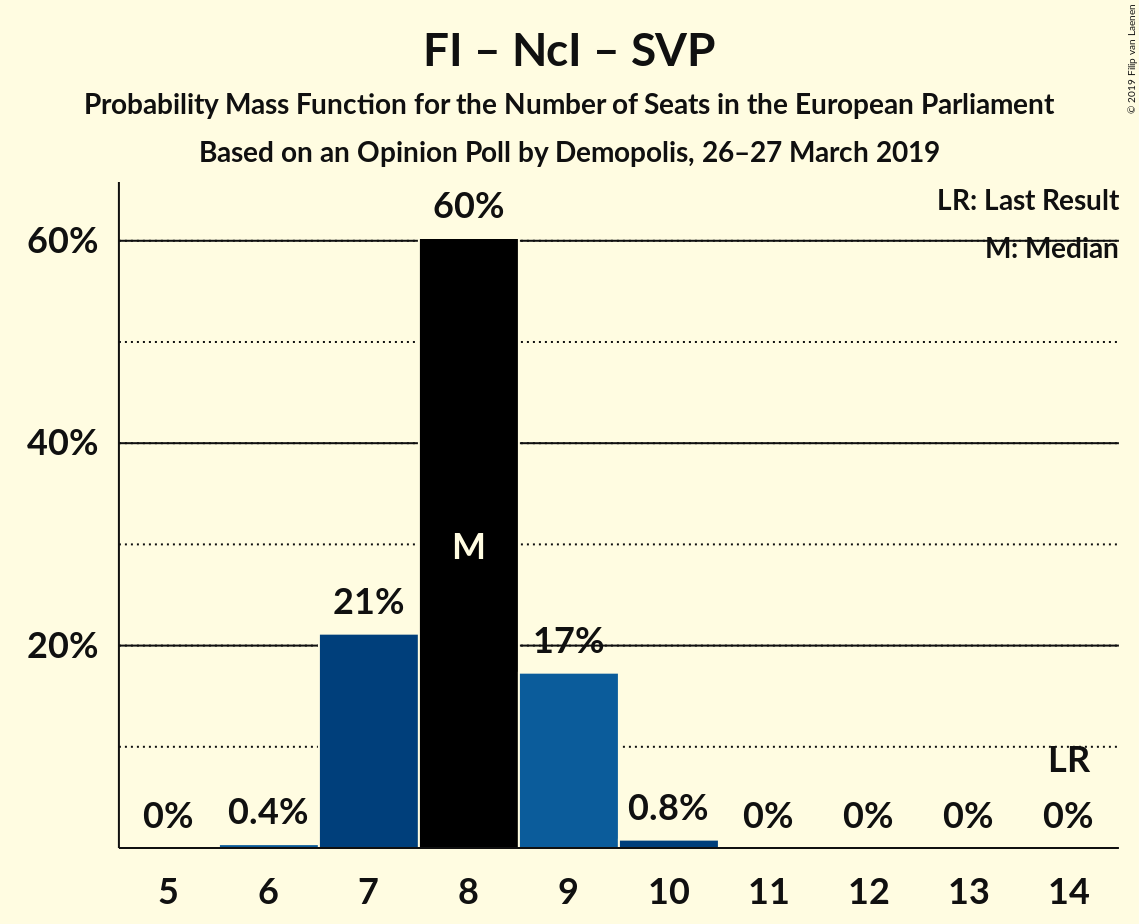 FI – NcI – SVP
Probability Mass Function for the Number of Seats in the European Parliament
Based on an Opinion Poll by Demopolis, 26–27 March 2019
© 2019 Filip van Laenen
LR: Last Result
M: Median
60%
40%
20%
0%
0.4%
21%
60%
M
17%
0.8%
0%
0%
0%
LR
0%
5 6 7 8 9 10 11 12 13 14